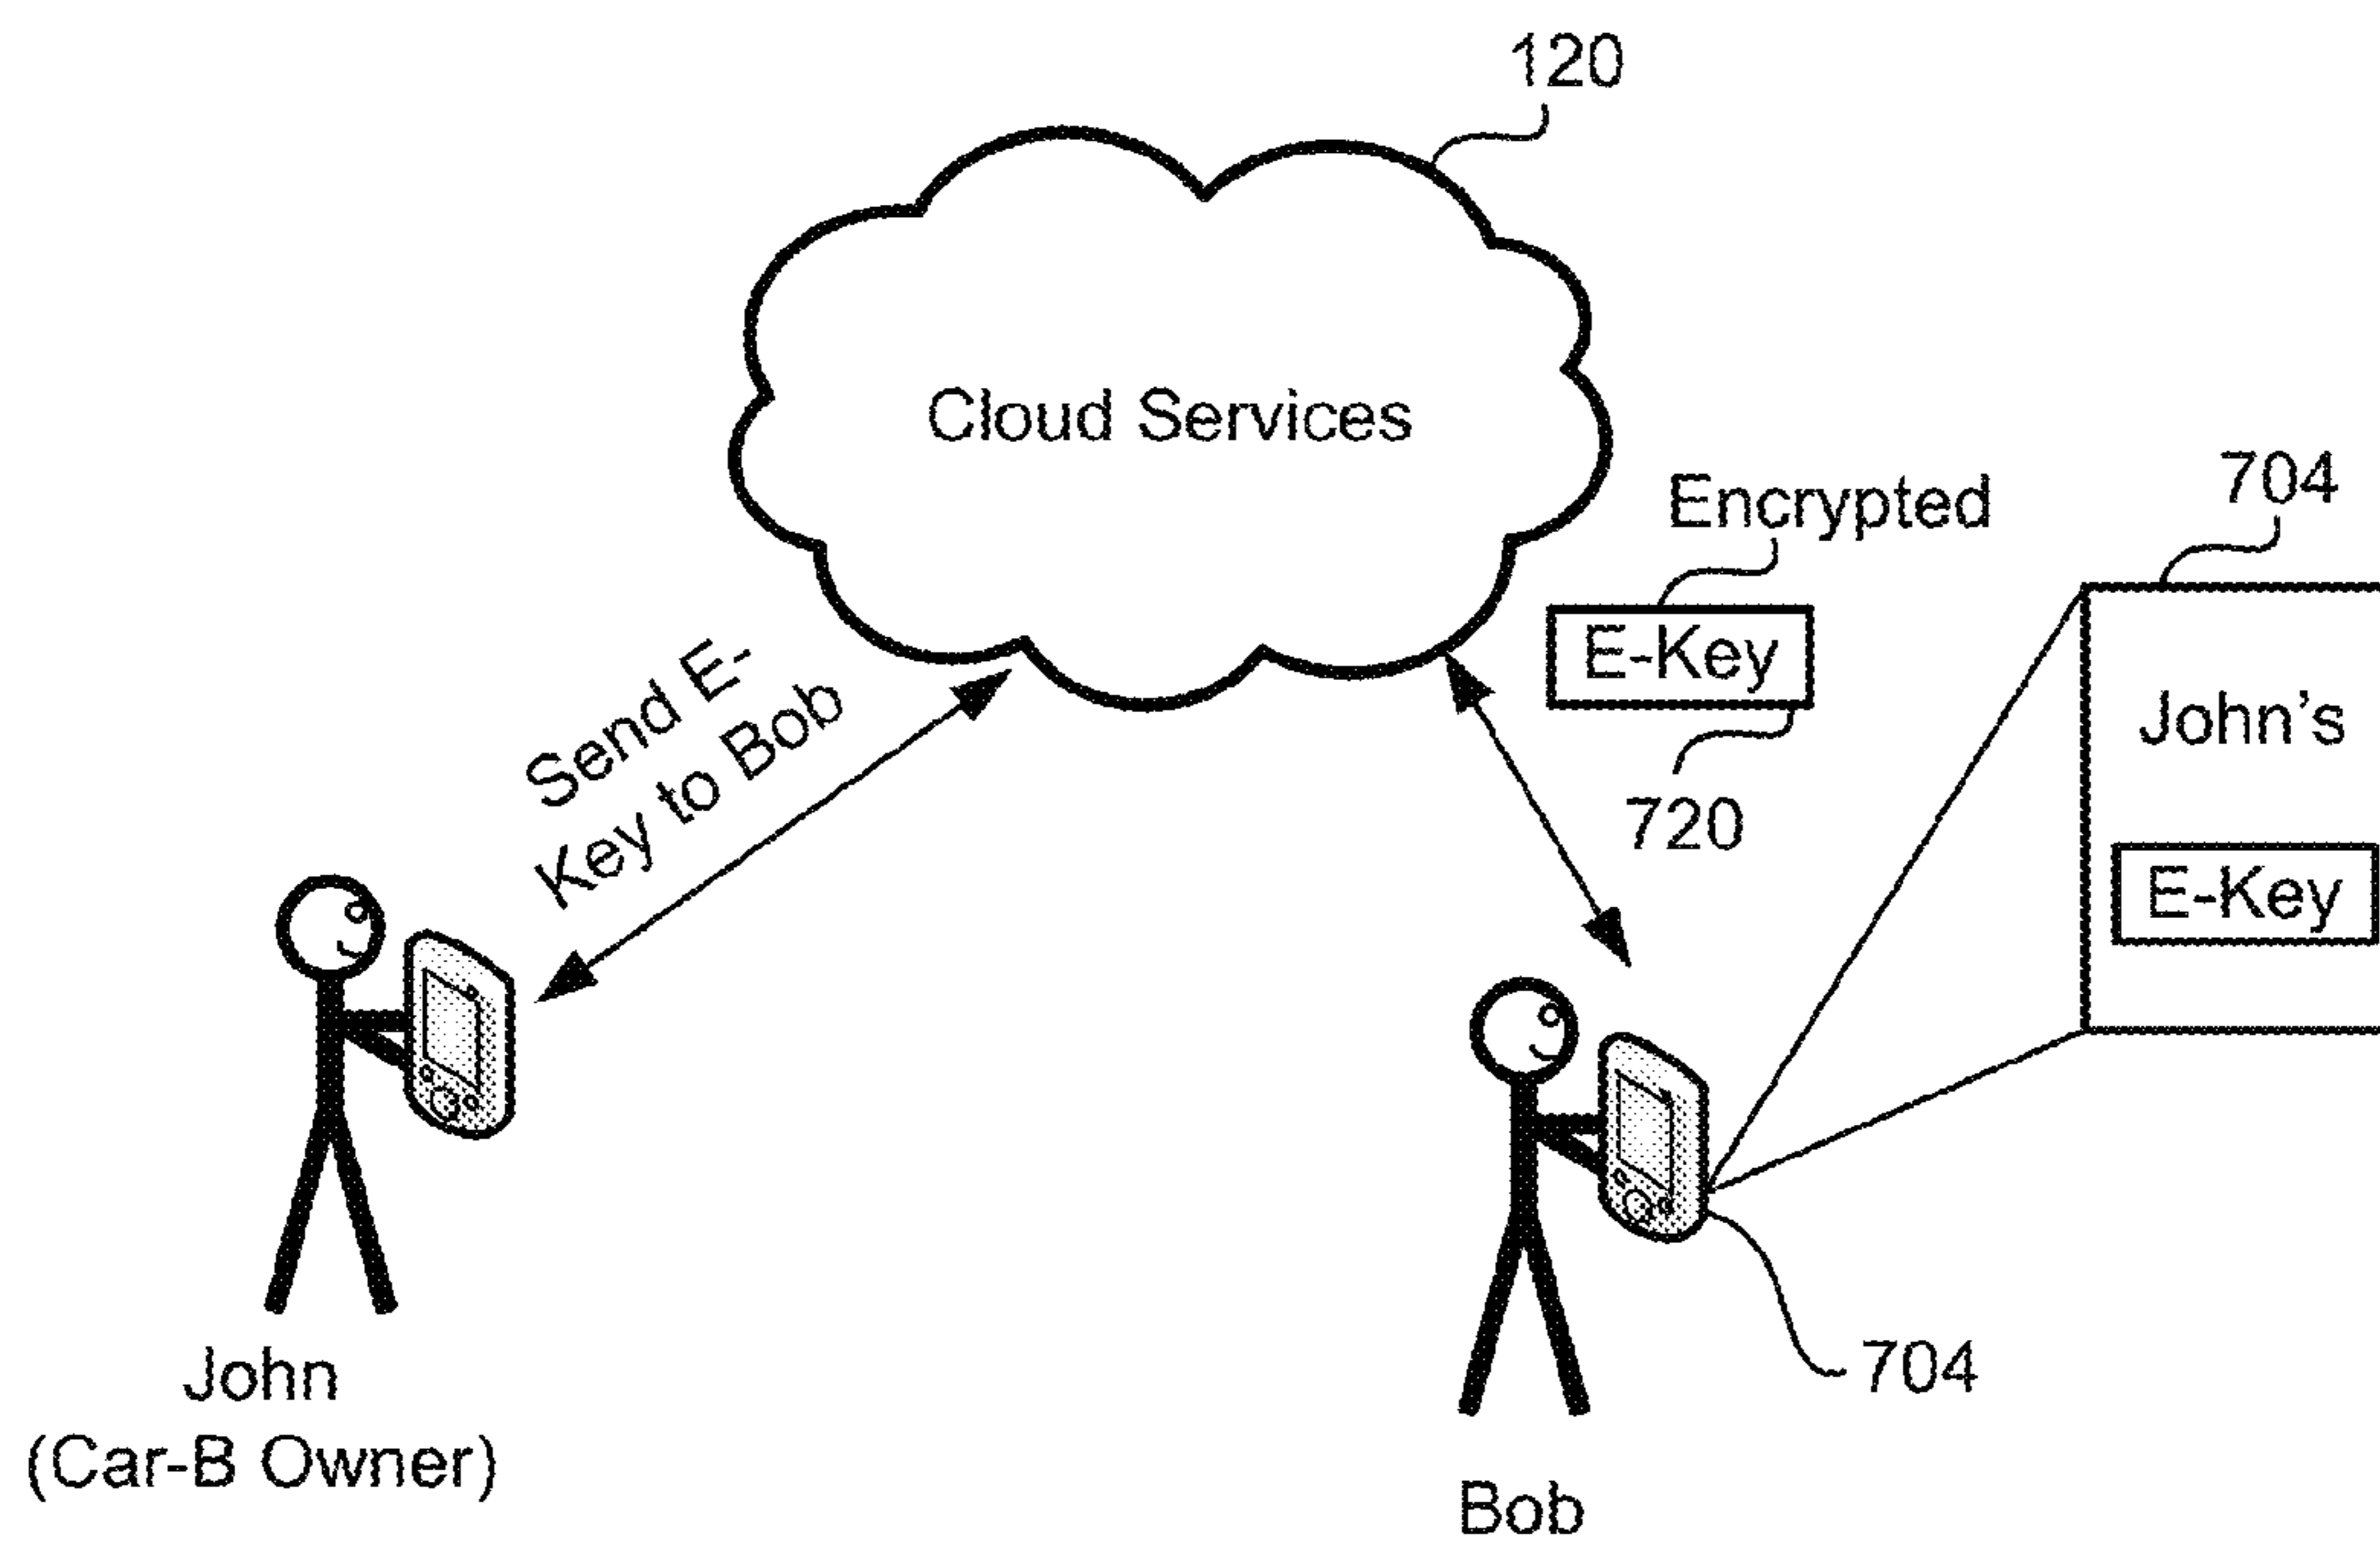 120
Cloud Services
Encrypted
704
E-Key
Send E-
Key to Bob
John's
720
E-Key
704
John
(Car-B Owner)
Bob